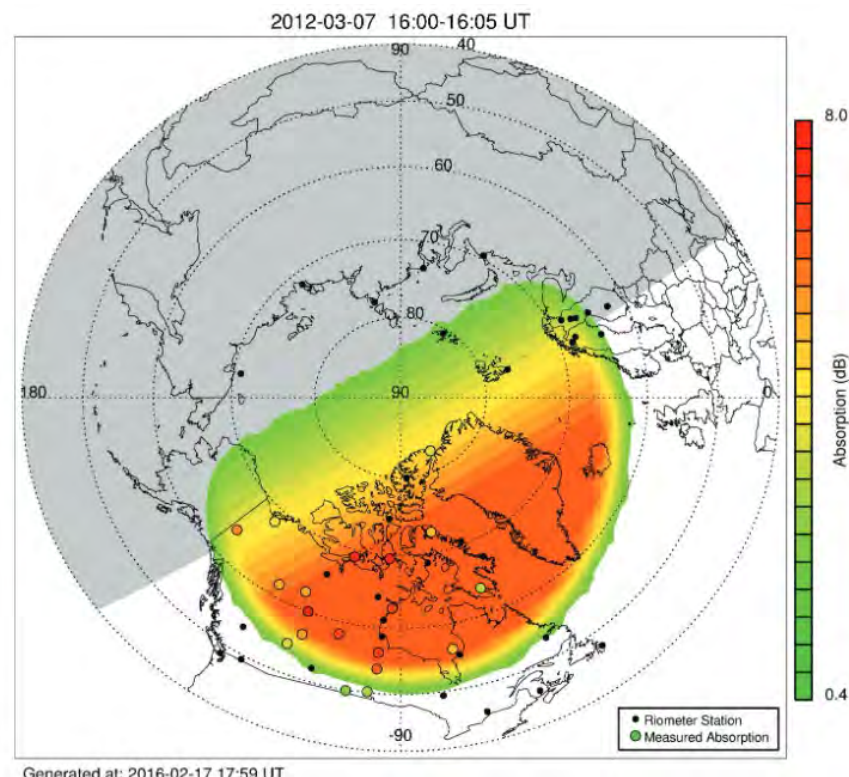 2012-03-07 16:00-16:05 UT
90
40
50
60
70
80
180
90
0
-90
8.0
Absorption (dB)
0.4
Riometer Station
Measured Absorption
Generated at: 2016-02-17 17:59 UT